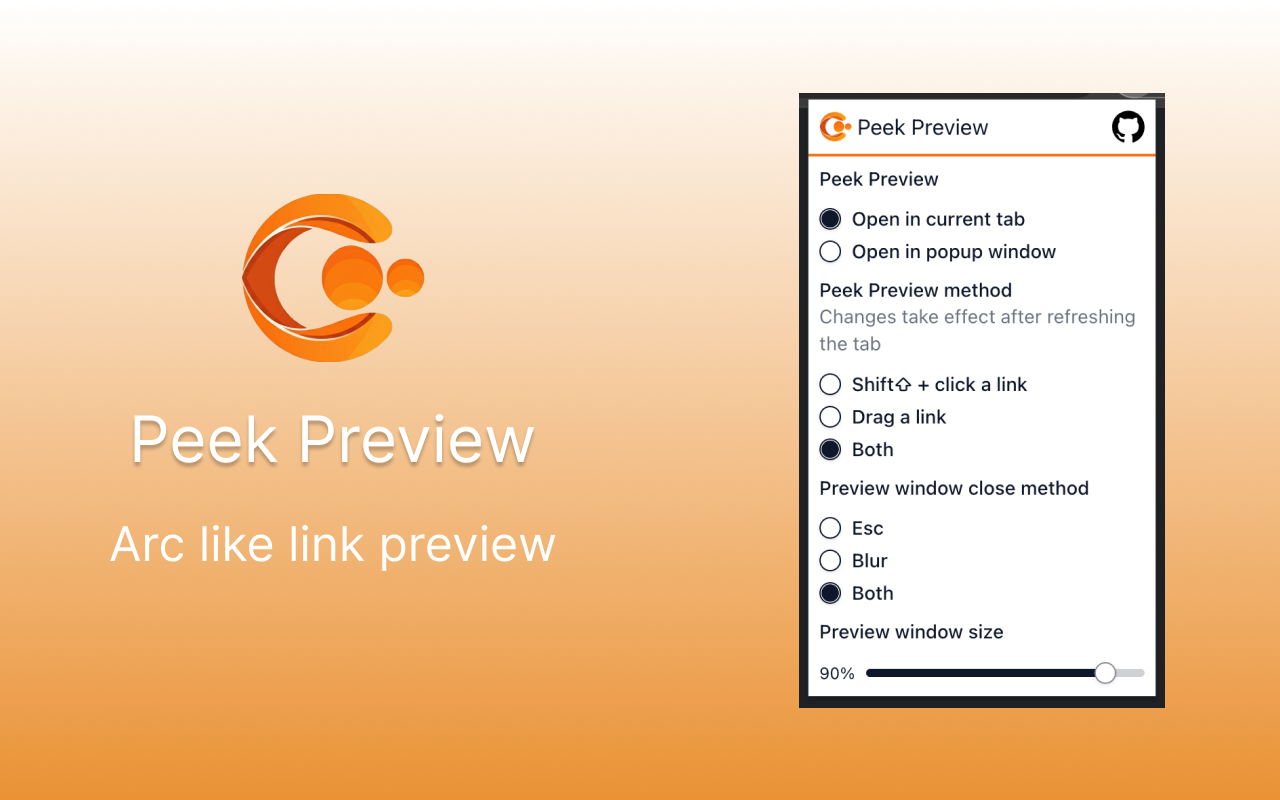 Peek Preview
Arc like link preview
Peek Preview
Peek Preview
Open in current tab
Open in popup window
Peek Preview method
Changes take effect after refreshing
the tab
Shift⇧ + click a link
Drag a link
Both
Preview window close method
Esc
Blur
Both
Preview window size
90%